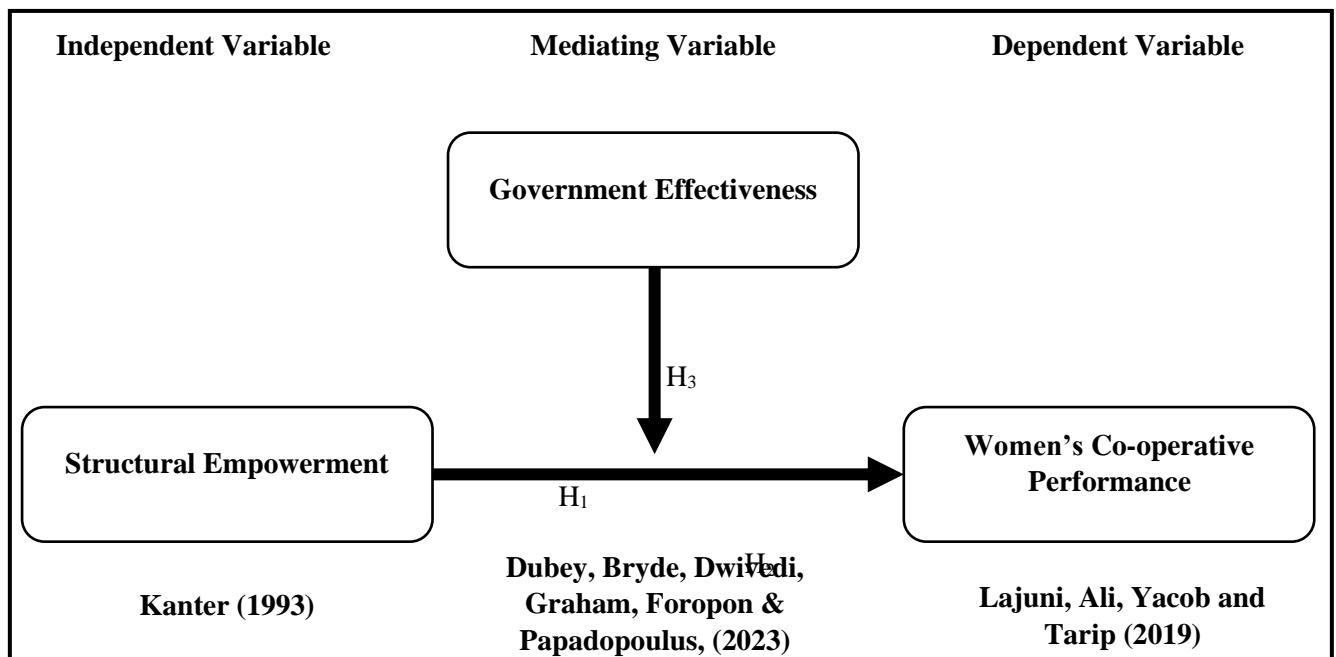 Independent Variable
Mediating Variable
Dependent Variable
Government Effectiveness
H₃
Structural Empowerment
Women’s Co-operative
Performance
H₁
Kanter (1993)
Dubey, Bryde, Dwivedi,
Graham, Foropon &
Papadopoulus, (2023)
Lajuni, Ali, Yacob and
Tarip (2019)